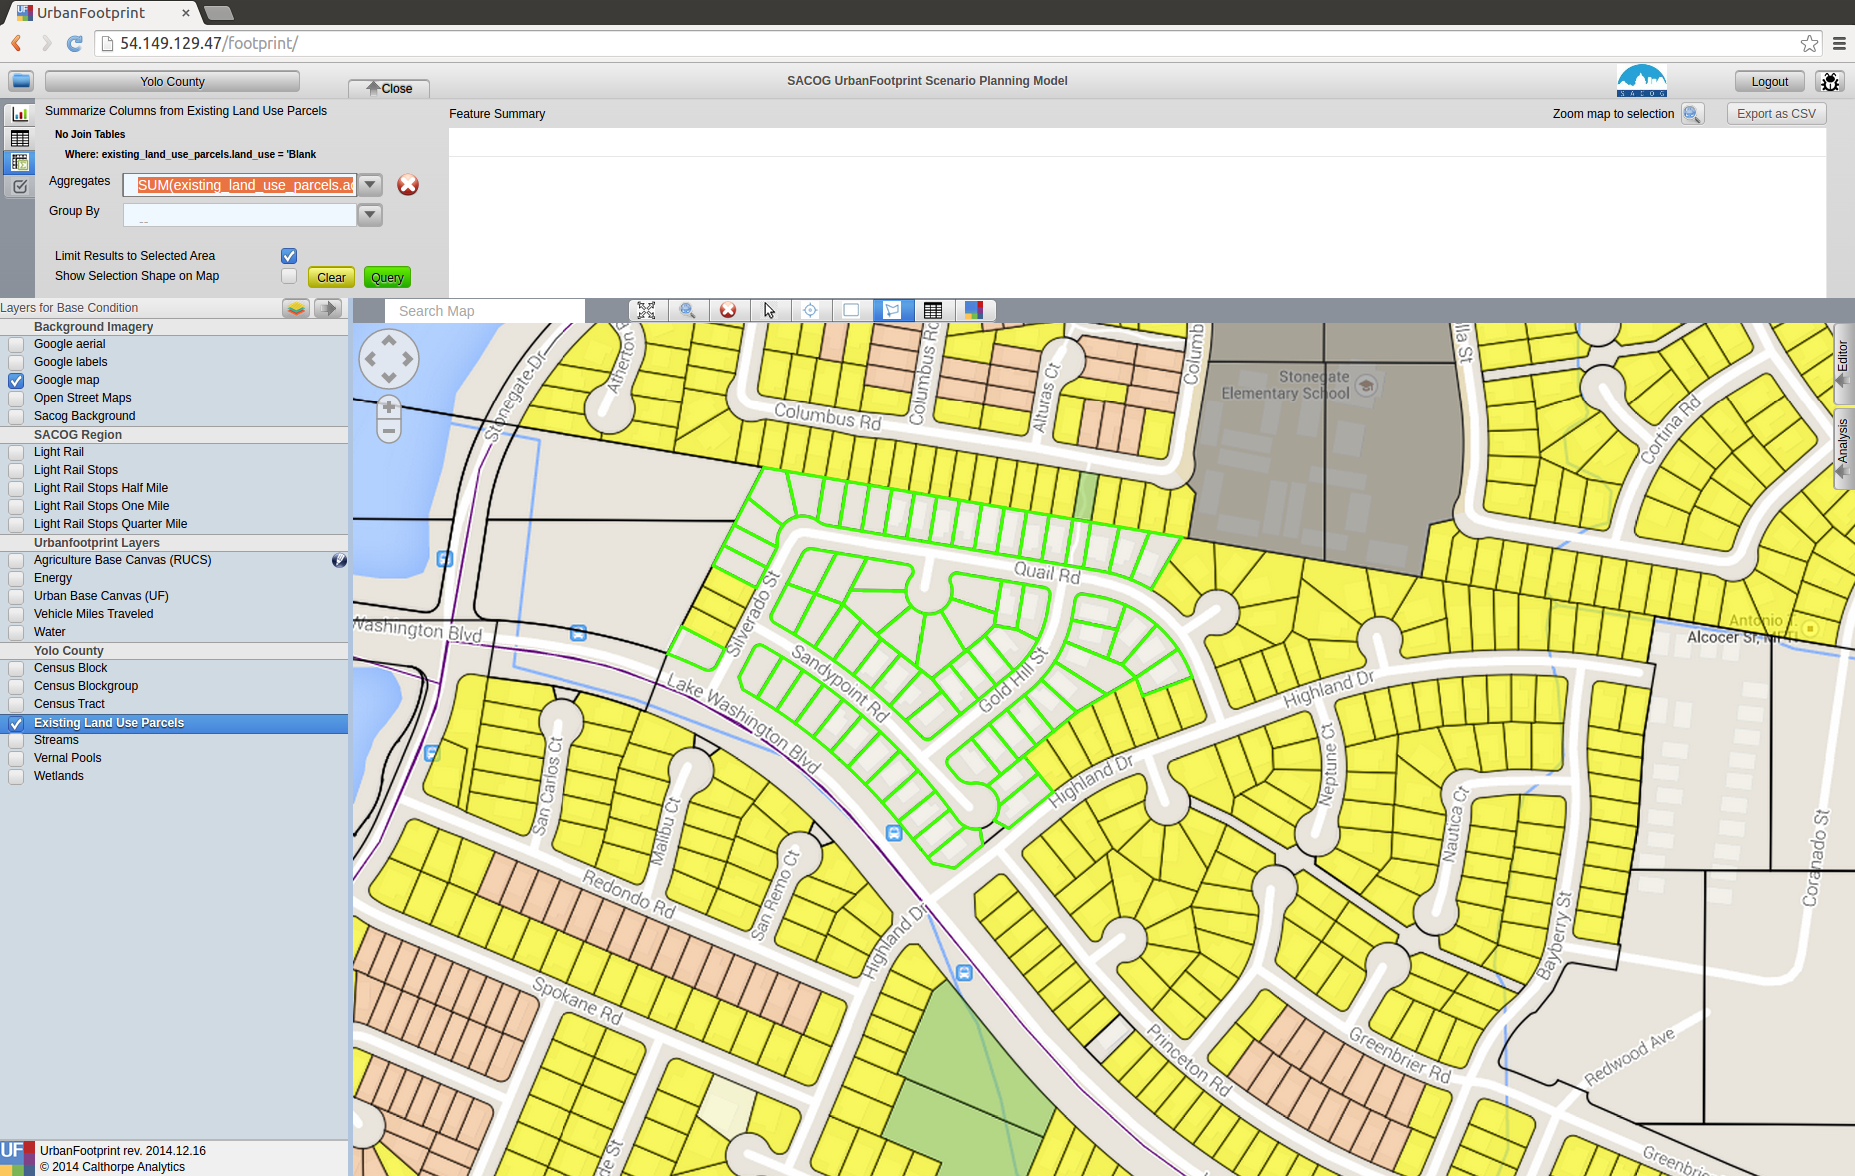 UrbanFootprint
54.149.129.47/footprint/
Yolo County
Close
SACOG UrbanFootprint Scenario Planning Model
SACOG
Logout
Summarize Columns from Existing Land Use Parcels
Feature Summary
Zoom map to selection
Export as CSV
No Join Tables
Where: existing_land_use_parcels.land_use = 'Blank
Aggregates
SUM(existing_land_use_parcels.ac
Group By
--
Limit Results to Selected Area
Show Selection Shape on Map
Clear
Query
Layers for Base Condition
Search Map
Background Imagery
Google aerial
Google labels
Google map
Open Street Maps
Sacog Background
SACOG Region
Light Rail
Light Rail Stops
Light Rail Stops Half Mile
Light Rail Stops One Mile
Light Rail Stops Quarter Mile
Urbanfootprint Layers
Agriculture Base Canvas (RUCS)
Energy
Urban Base Canvas (UF)
Vehicle Miles Traveled
Water
Yolo County
Census Block
Census Blockgroup
Census Tract
Existing Land Use Parcels
Streams
Vernal Pools
Wetlands
UF
UrbanFootprint rev. 2014.12.16
© 2014 Calthorpe Analytics
Editor
Analysis
Stonegate Dr
Atherton
Columbus Rd
Columbus Rd
Alturas Ct
Columb
Stonegate
Elementary School
lla St
Cortina Rd
Quail Rd
Silverado St
Washington Blvd
Sandypoint Rd
Gold Hill St
Lake Washington Blvd
Highland Dr
Highland Dr
Antonio
Alcocer Sr, MFT
San Carlos Ct
Malibu Ct
San Remo Ct
Redondo Rd
Highland Dr
Spokane Rd
Neptune Ct
Nautica Ct
Bayberry St
Coronado St
Princeton Rd
Greenbrier Rd
Redwood Ave
Greenbrie
de St